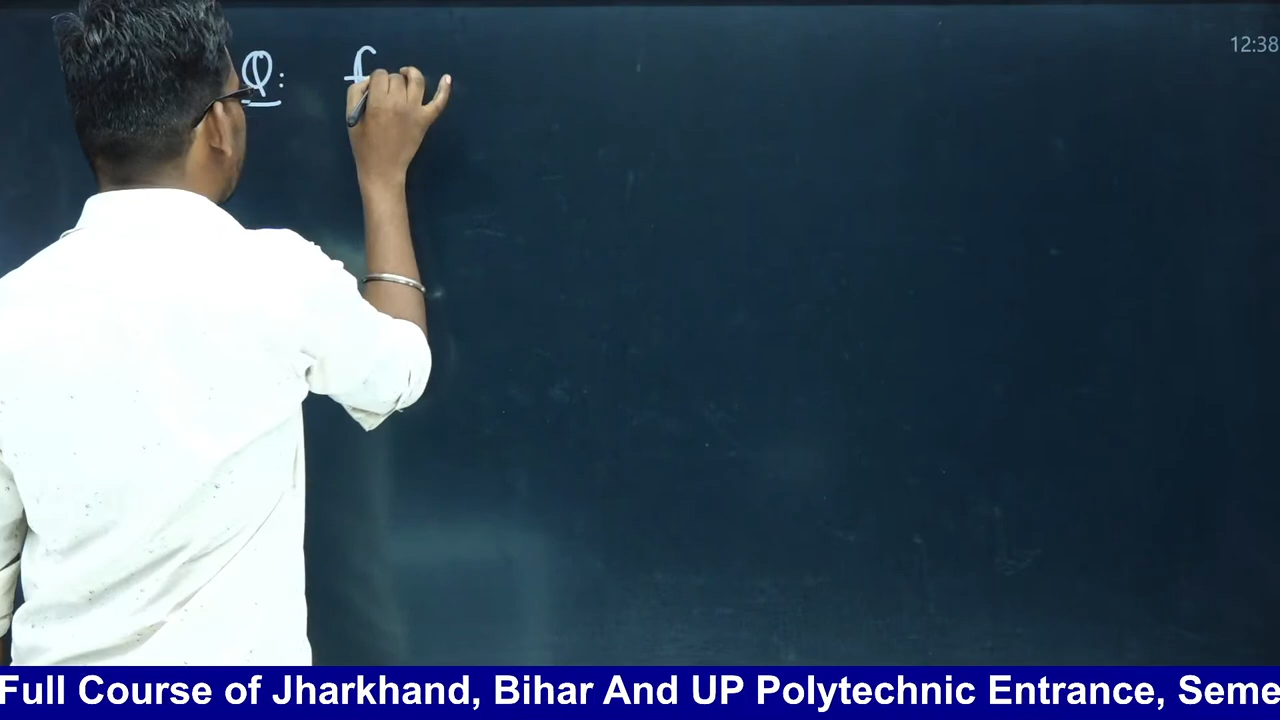 12:38
Q: f
Full Course of Jharkhand, Bihar And UP Polytechnic Entrance, Seme